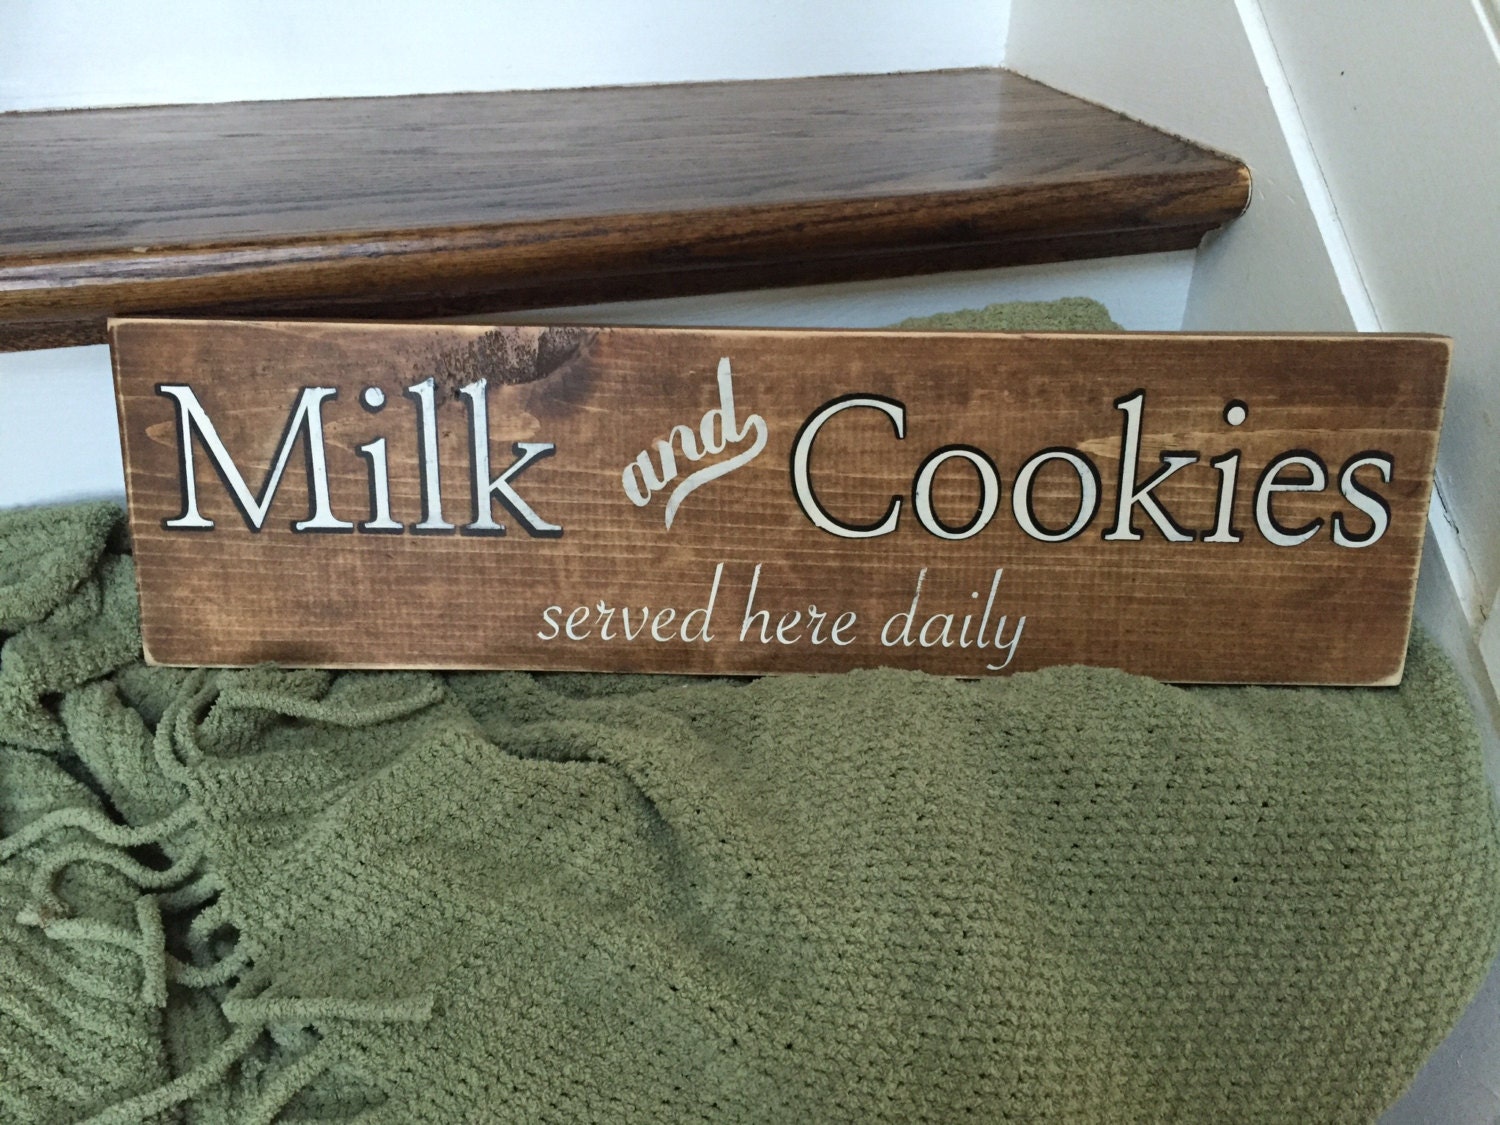 Milk and Cookies
served here daily